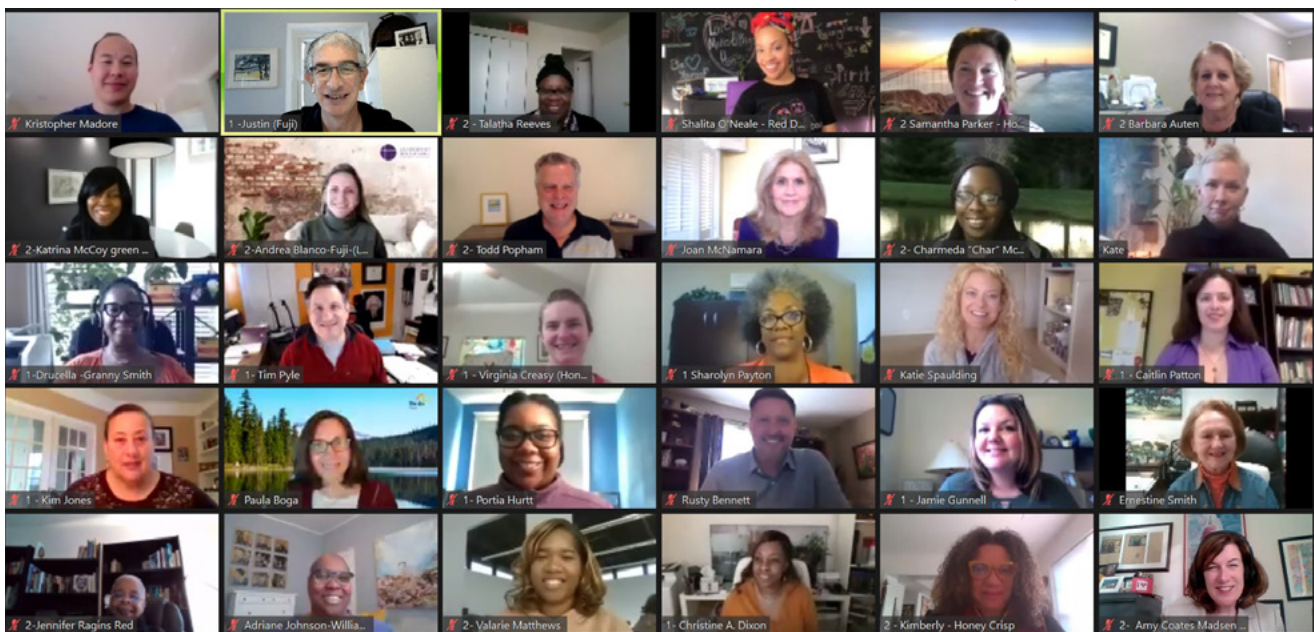 Kristopher Madore
1 -Justin (Fuji)
2 - Talatha Reeves
Shalita O'Neale - Red D...
2 Samantha Parker - Ho...
2 Barbara Auten
2-Katrina McCoy green ...
2-Andrea Blanco-Fuji-(L...
2- Todd Popham
Joan McNamara
2- Charmeda "Char" Mc...
Kate
1-Drucella -Granny Smith
1- Tim Pyle
1 - Virginia Creasy (Hon...
1 Sharolyn Payton
Katie Spaulding
1 - Caitlin Patton
1 - Kim Jones
Paula Boga
1- Portia Hurtt
Rusty Bennett
1 - Jamie Gunnell
Ernestine Smith
2-Jennifer Ragins Red
Adriane Johnson-Willia...
2- Valarie Matthews
1- Christine A. Dixon
2 - Kimberly - Honey Crisp
2- Amy Coates Madsen ...